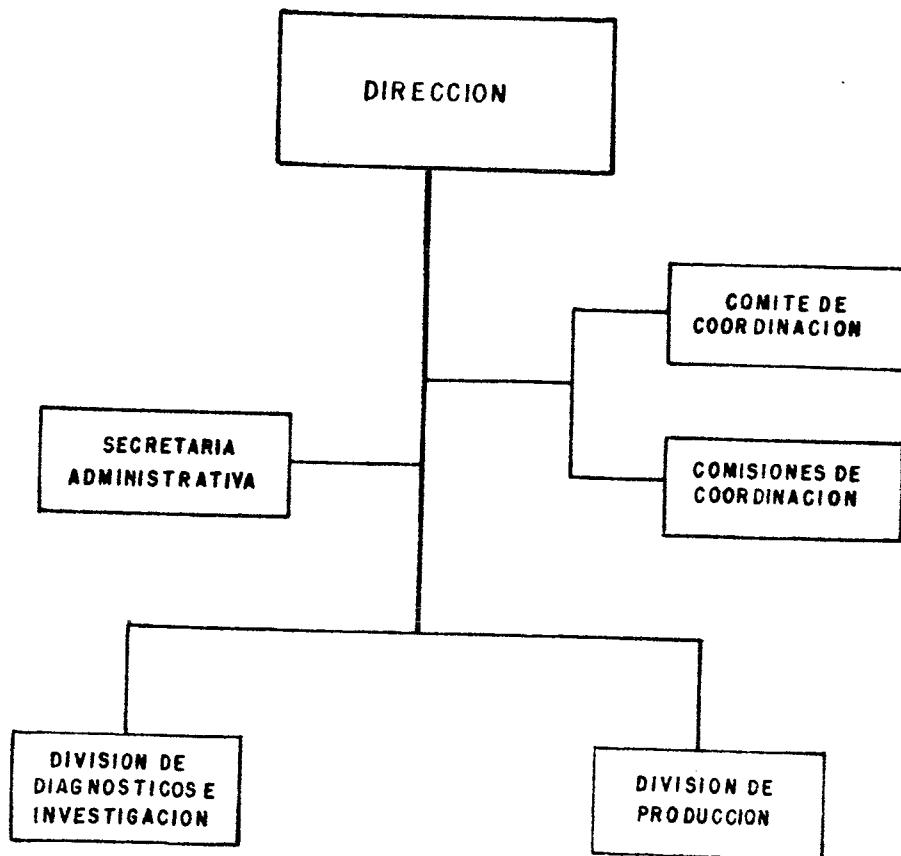 DIRECCION
COMITE DE
COORDINACION
SECRETARIA
ADMINISTRATIVA
COMISIONES DE
COORDINACION
DIVISION DE
DIAGNOSTICOS E
INVESTIGACION
DIVISION DE
PRODUCCION